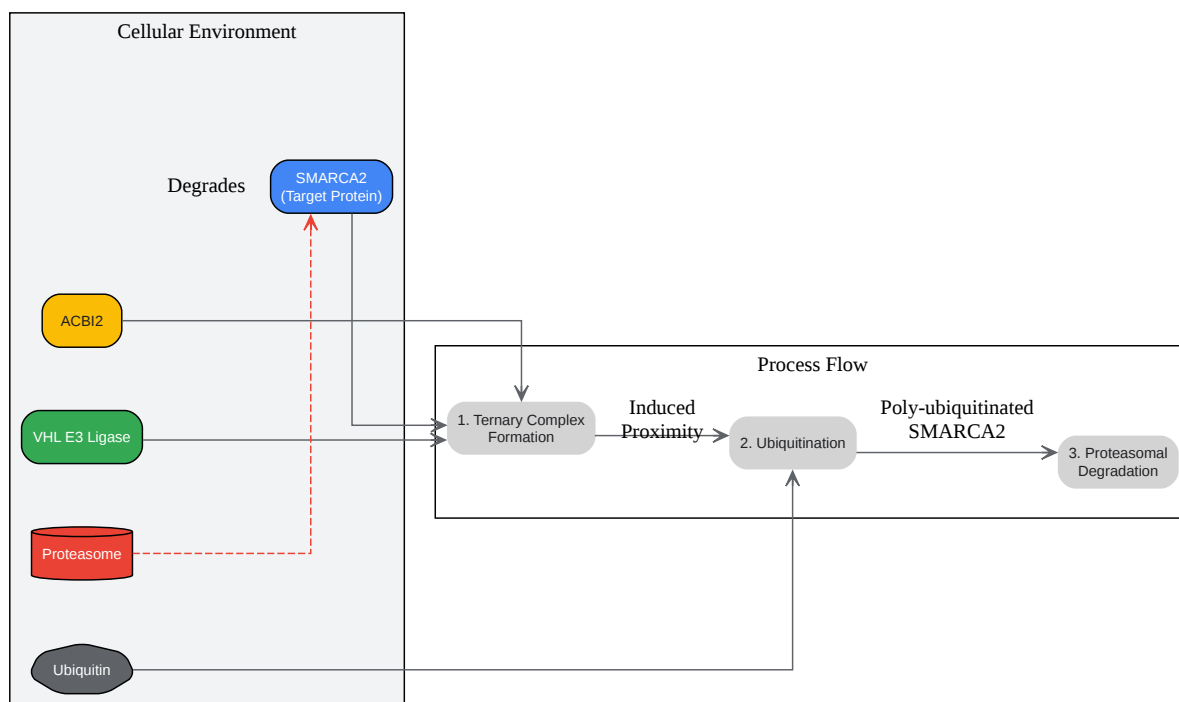 Cellular Environment
Degrades
SMARCA2
(Target Protein)
ACBI2
VHL E3 Ligase
Proteasome
Ubiquitin
Process Flow
1. Ternary Complex
Formation
Induced
Proximity
2. Ubiquitination
Poly-ubiquitinated
SMARCA2
3. Proteasomal
Degradation